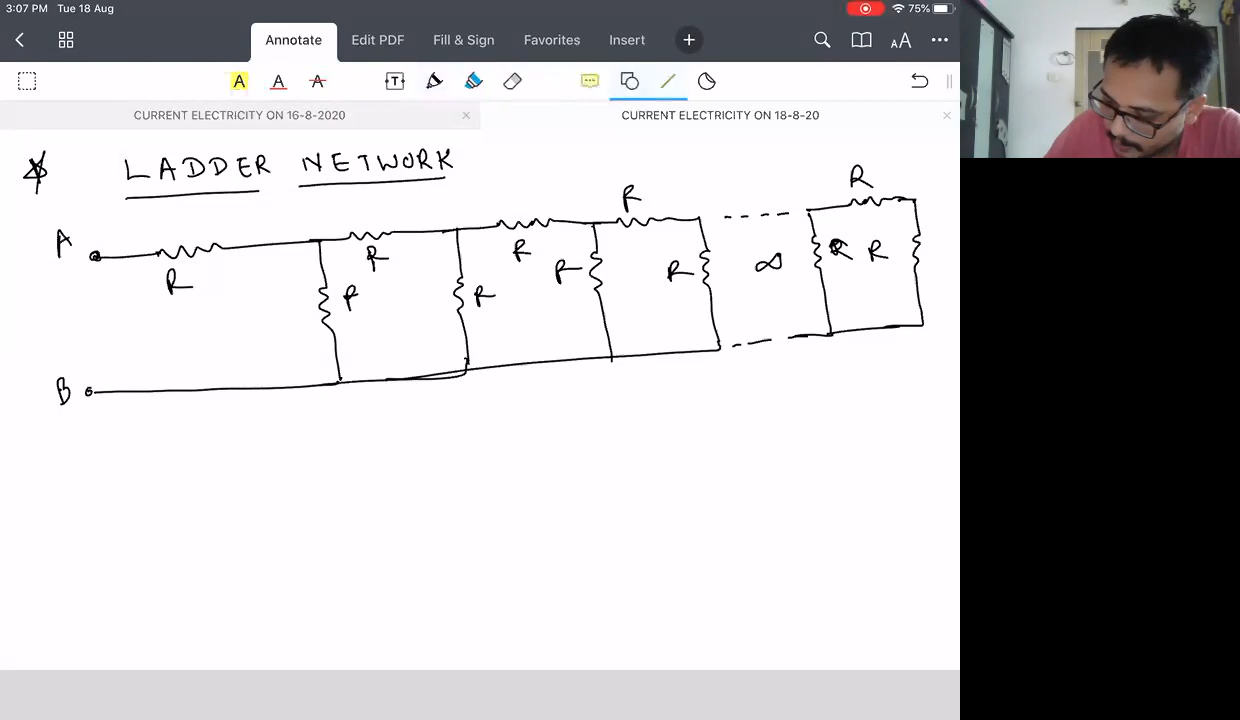 3:07 PM Tue 18 Aug 75%
Annotate Edit PDF Fill & Sign Favorites Insert
A A A T AA
CURRENT ELECTRICITY ON 16-8-2020 CURRENT ELECTRICITY ON 18-8-20
LADDER NETWORK
A R R R R R
R R R R ∞ R R
B